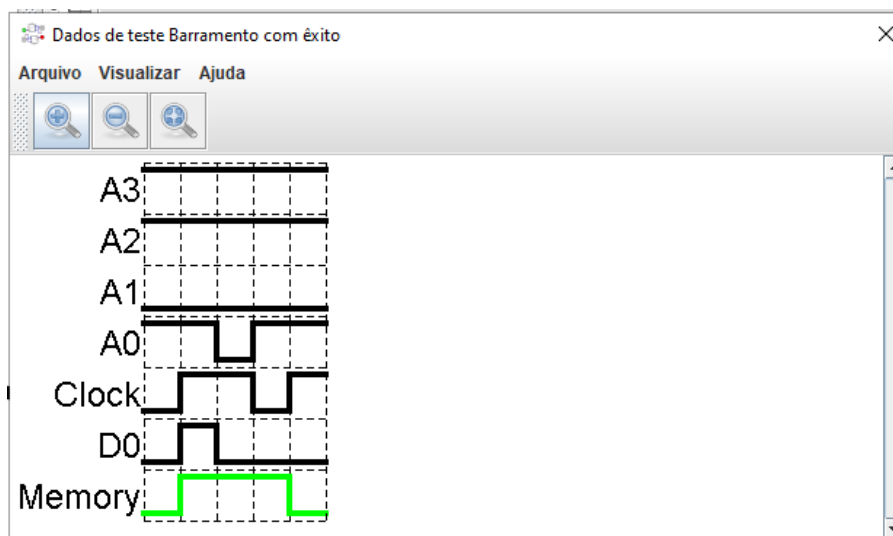 Dados de teste Barramento com êxito
Arquivo Visualizar Ajuda
A3
A2
A1
A0
Clock
D0
Memory